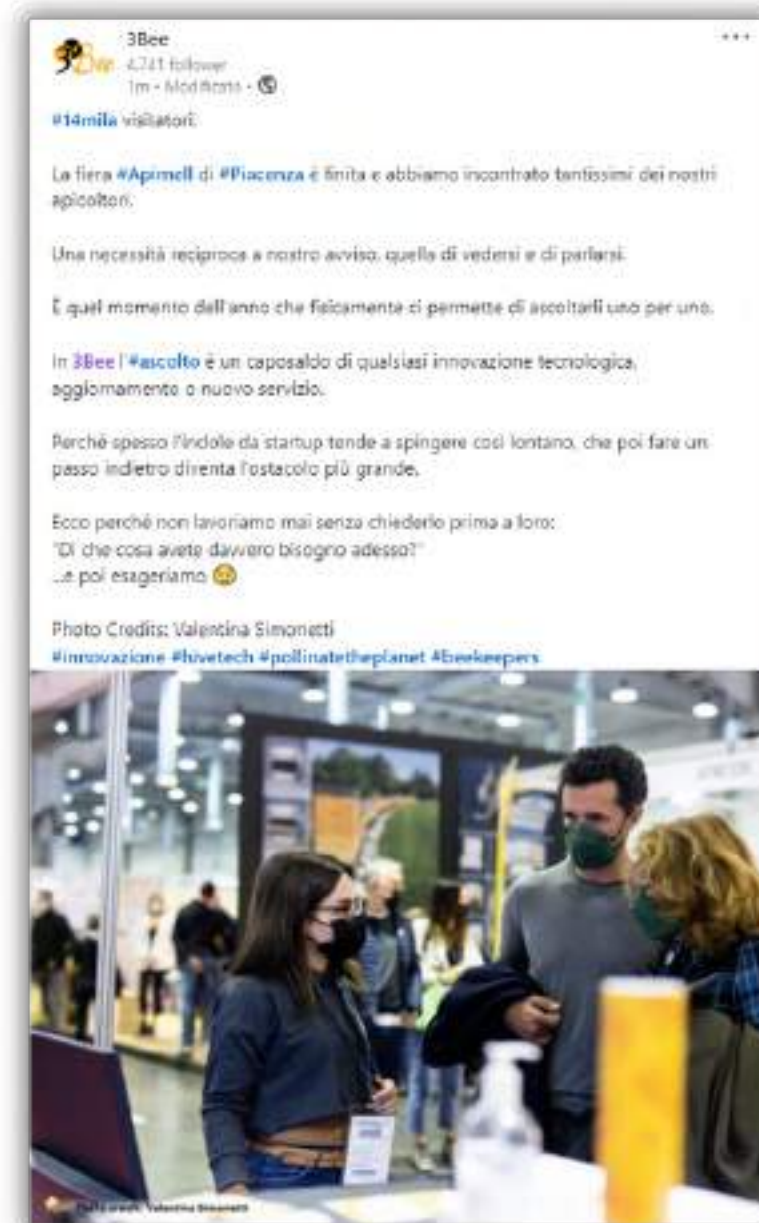 3Bee
3Bee
4.741 follower
1m • Modificato •
#14mila visitatori.
La fiera #Apimell di #Piacenza è finita e abbiamo incontrato tantissimi dei nostri
apicoltori.
Una necessità reciproca a nostro avviso, quella di vedersi e di parlarsi.
È quel momento dell'anno che fisicamente ci permette di ascoltarli uno per uno.
In 3Bee l'#ascolto è un caposaldo di qualsiasi innovazione tecnologica,
aggiornamento o nuovo servizio.
Perché spesso l'indole da startup tende a spingere così lontano, che poi fare un
passo indietro diventa l'ostacolo più grande.
Ecco perché non lavoriamo mai senza chiederlo prima a loro:
"Di che cosa avete davvero bisogno adesso?"
...e poi esageriamo
Photo Credits: Valentina Simonetti
#innovazione #hivetech #pollinatetheplanet #beekeepers
Photo credit: Valentina Simonetti